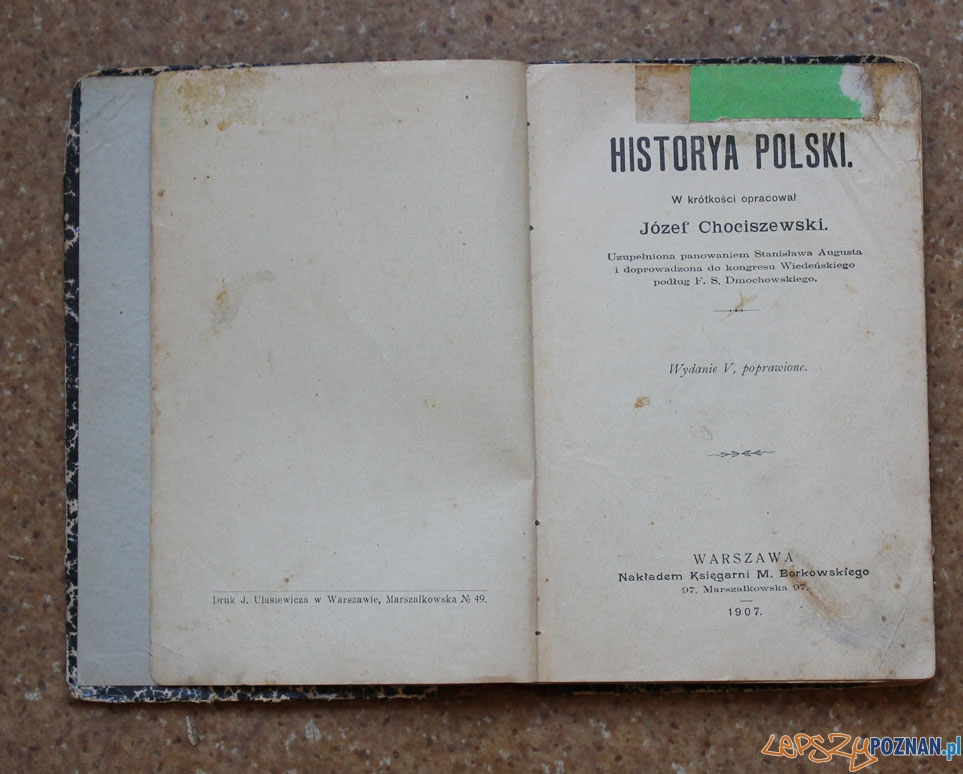 Druk J. Ulasiewicza w Warszawie, Marszałkowska № 49.
HISTORYA POLSKI.
W krótkości opracował
Józef Chociszewski.
Uzupełniona panowaniem Stanisława Augusta
i doprowadzona do kongresu Wiedeńskiego
podług F. S. Dmochowskiego.
Wydanie V, poprawione.
WARSZAWA
Nakładem Księgarni M. Borkowskiego
97. Marszałkowska 97.
1907.
LEPSZYPOZNAN.pl